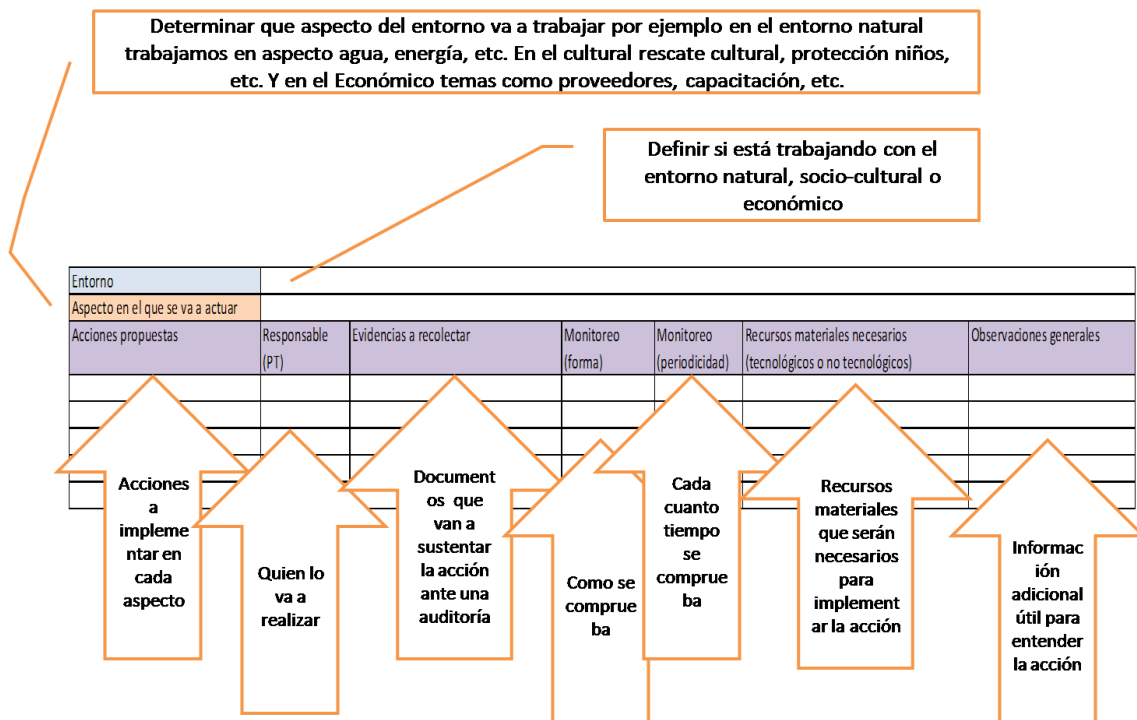 Determinar que aspecto del entorno va a trabajar por ejemplo en el entorno natural
trabajamos en aspecto agua, energía, etc. En el cultural rescate cultural, protección niños,
etc. Y en el Económico temas como proveedores, capacitación, etc.
Definir si está trabajando con el
entorno natural, socio-cultural o
económico
Entorno
Aspecto en el que se va a actuar
Acciones propuestas
Responsable
(PT)
Evidencias a recolectar
Monitoreo
(forma)
Monitoreo
(periodicidad)
Recursos materiales necesarios
(tecnológicos o no tecnológicos)
Observaciones generales
Acciones
a
impleme
ntar en
cada
aspecto
Quien lo
va a
realizar
Document
os que
van a
sustentar
la acción
ante una
auditoría
Como se
comprue
ba
Cada
cuanto
tiempo
se
comprue
ba
Recursos
materiales
que serán
necesarios
para
implement
ar la acción
Informac
ión
adicional
útil para
entender
la acción